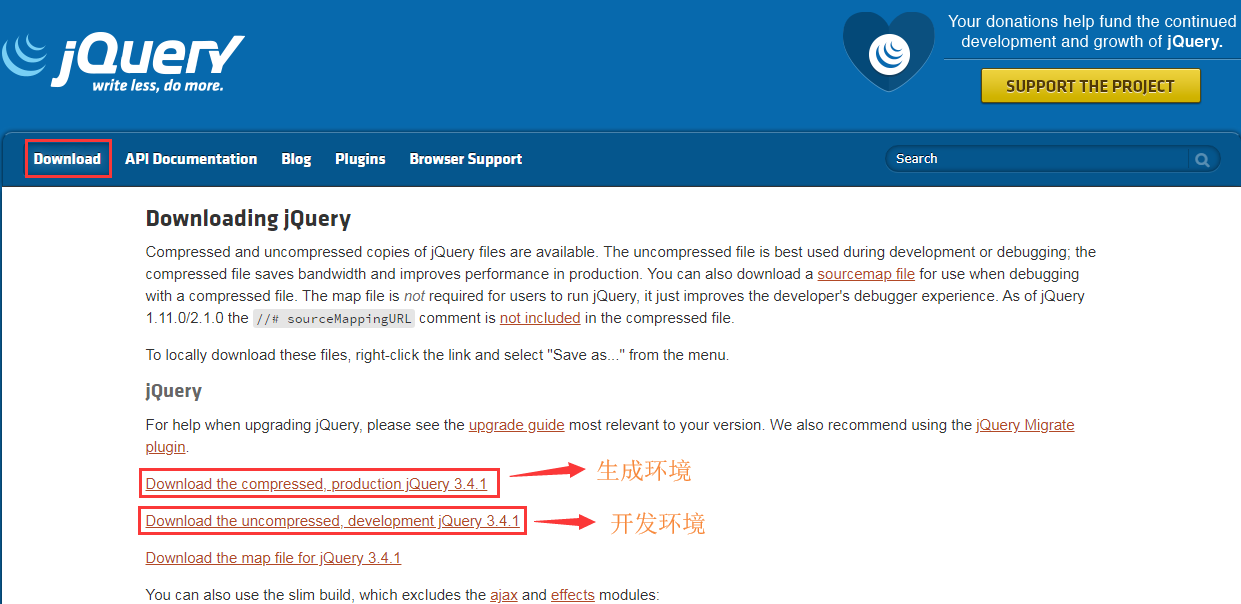 jQuery
write less, do more.
Your donations help fund the continued
development and growth of jQuery.
SUPPORT THE PROJECT
Download API Documentation Blog Plugins Browser Support Search
Downloading jQuery
Compressed and uncompressed copies of jQuery files are available. The uncompressed file is best used during development or debugging; the
compressed file saves bandwidth and improves performance in production. You can also download a sourcemap file for use when debugging
with a compressed file. The map file is not required for users to run jQuery, it just improves the developer's debugger experience. As of jQuery
1.11.0/2.1.0 the //# sourceMappingURL comment is not included in the compressed file.
To locally download these files, right-click the link and select "Save as..." from the menu.
jQuery
For help when upgrading jQuery, please see the upgrade guide most relevant to your version. We also recommend using the jQuery Migrate
plugin.
Download the compressed, production jQuery 3.4.1 生成环境
Download the uncompressed, development jQuery 3.4.1 开发环境
Download the map file for jQuery 3.4.1
You can also use the slim build, which excludes the ajax and effects modules: